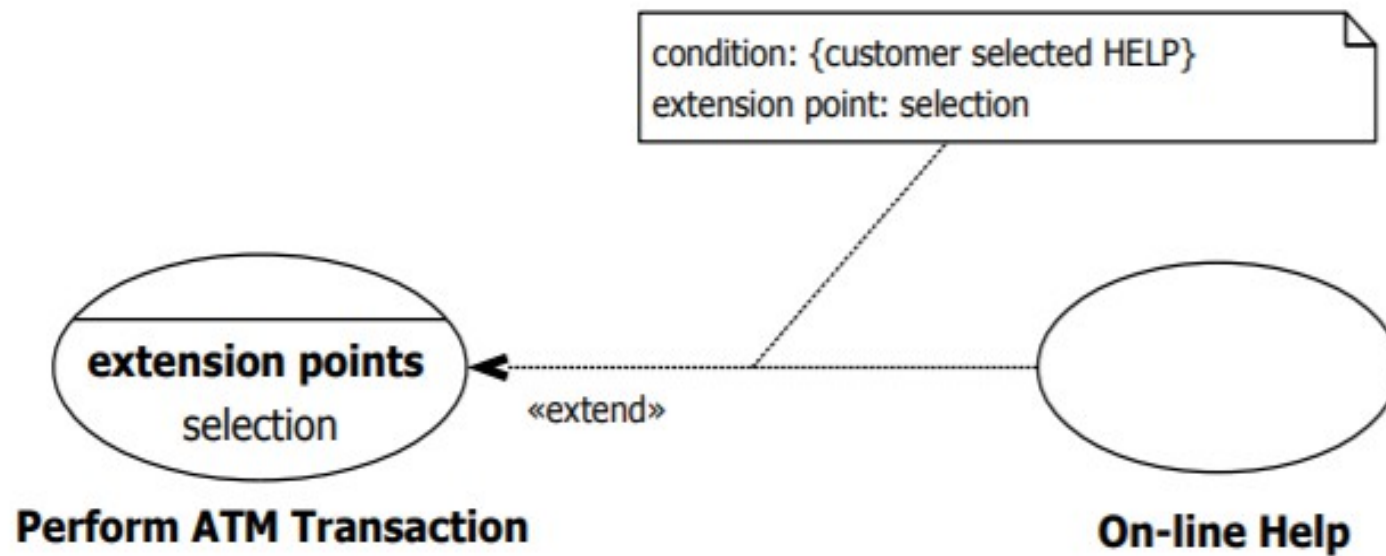 condition: {customer selected HELP}
extension point: selection
extension points
selection
«extend»
Perform ATM Transaction
On-line Help